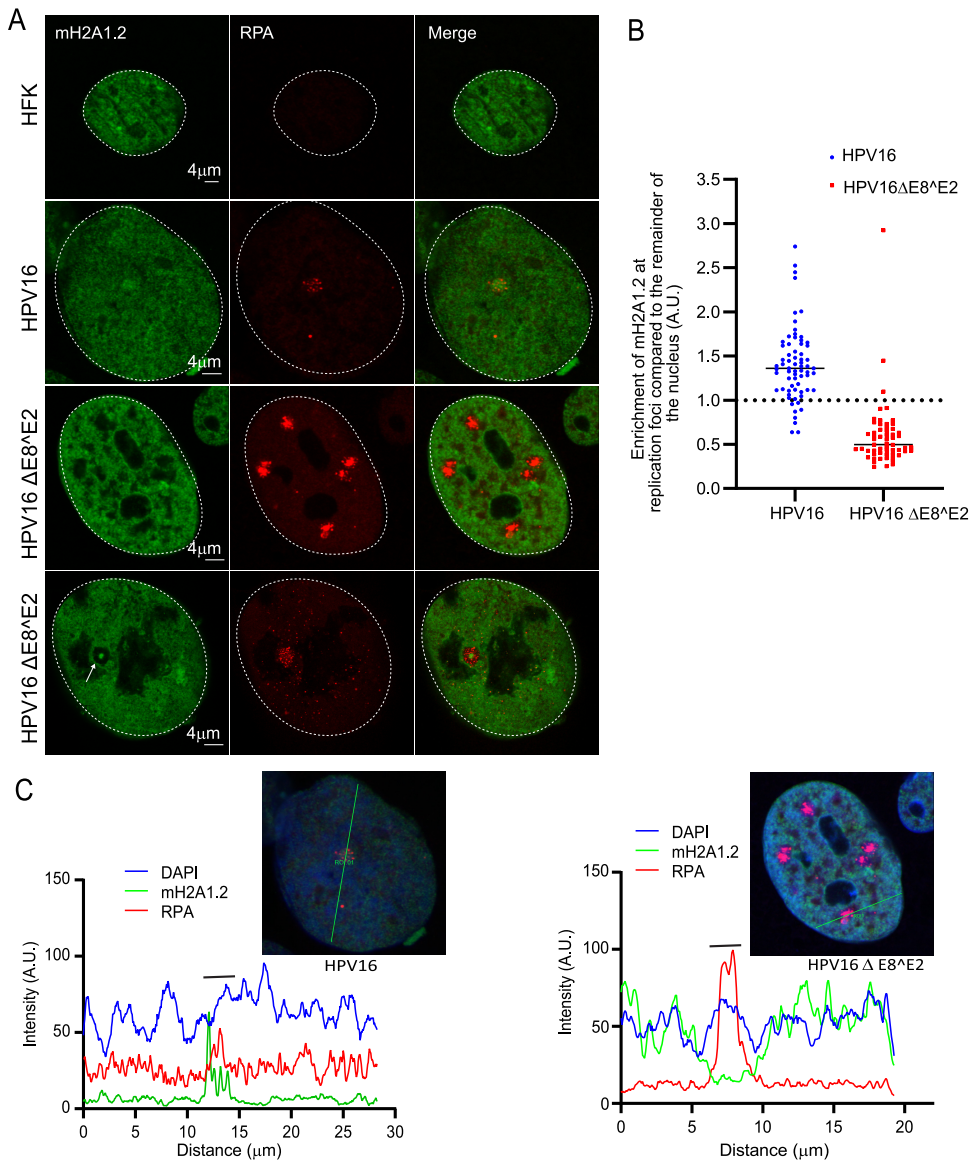 A
mH2A1.2
RPA
Merge
HFK
4μm
HPV16
HPV16 ΔE8^E2
4μm
HPV16 ΔE8^E2
4μm
B
HPV16
HPV16ΔE8^E2
Enrichment of mH2A1.2 at
replication foci compared to the remainder of
the nucleus (A.U.)
3.5
3.0
2.5
2.0
1.5
1.0
0.5
0.0
HPV16
HPV16 ΔE8^E2
C
DAPI
mH2A1.2
RPA
HPV16
Intensity (A.U.)
150
100
50
0
0 5 10 15 20 25 30
Distance (μm)
DAPI
mH2A1.2
RPA
HPV16 Δ E8^E2
Intensity (A.U.)
150
100
50
0
0 5 10 15 20
Distance (μm)